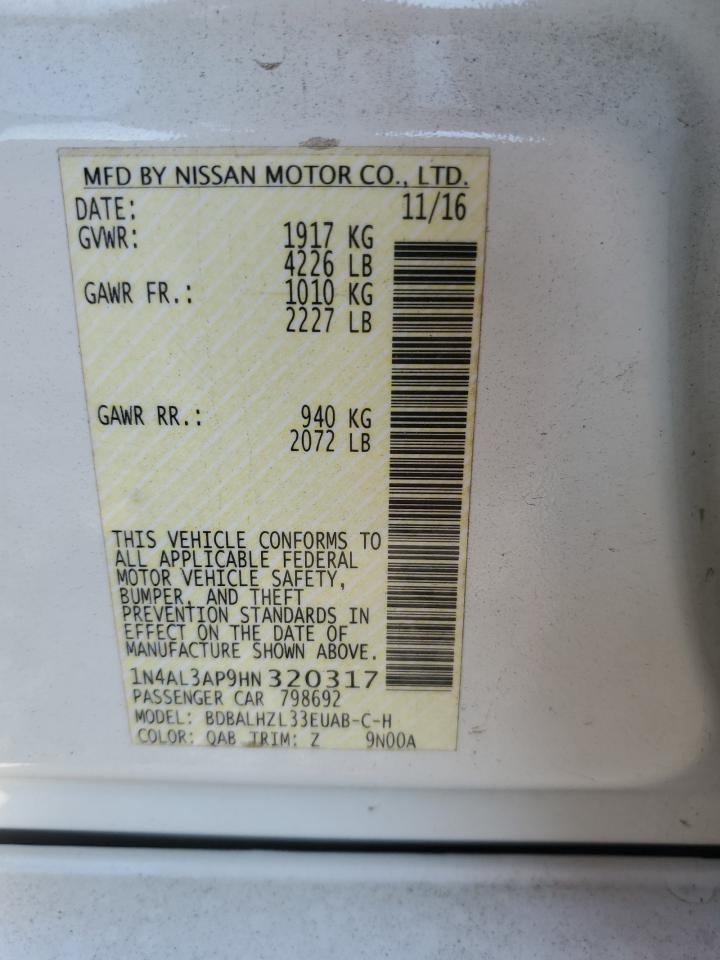 MFD BY NISSAN MOTOR CO., LTD.
DATE: 11/16
GVWR: 1917 KG
4226 LB
GAWR FR.: 1010 KG
2227 LB
GAWR RR.: 940 KG
2072 LB
THIS VEHICLE CONFORMS TO
ALL APPLICABLE FEDERAL
MOTOR VEHICLE SAFETY,
BUMPER, AND THEFT
PREVENTION STANDARDS IN
EFFECT ON THE DATE OF
MANUFACTURE SHOWN ABOVE.
1N4AL3AP9HN320317
PASSENGER CAR 798692
MODEL: BDBALHZL33EUAB-C-H
COLOR: QAB TRIM: Z 9N00A